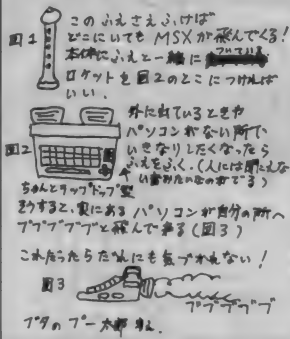 図1
このふえさえふけば
どこにいてもMSXが飛んでくる!
本体にふえと一緒に
ロケットを図2のとこにつければ
いい。
図2
外に出ているときや
パソコンがない所で
いきなりしたくなったら
ふえをふく。(人には聞こえな
い
ちゃんとラップトップ型
そうすると、家にあるパソコンが自分の所へ
ブブブブブと飛んで来る(図3)
これだったらだれにも気づかれない!
図3
ブブブブブ
ブタのプー太郎